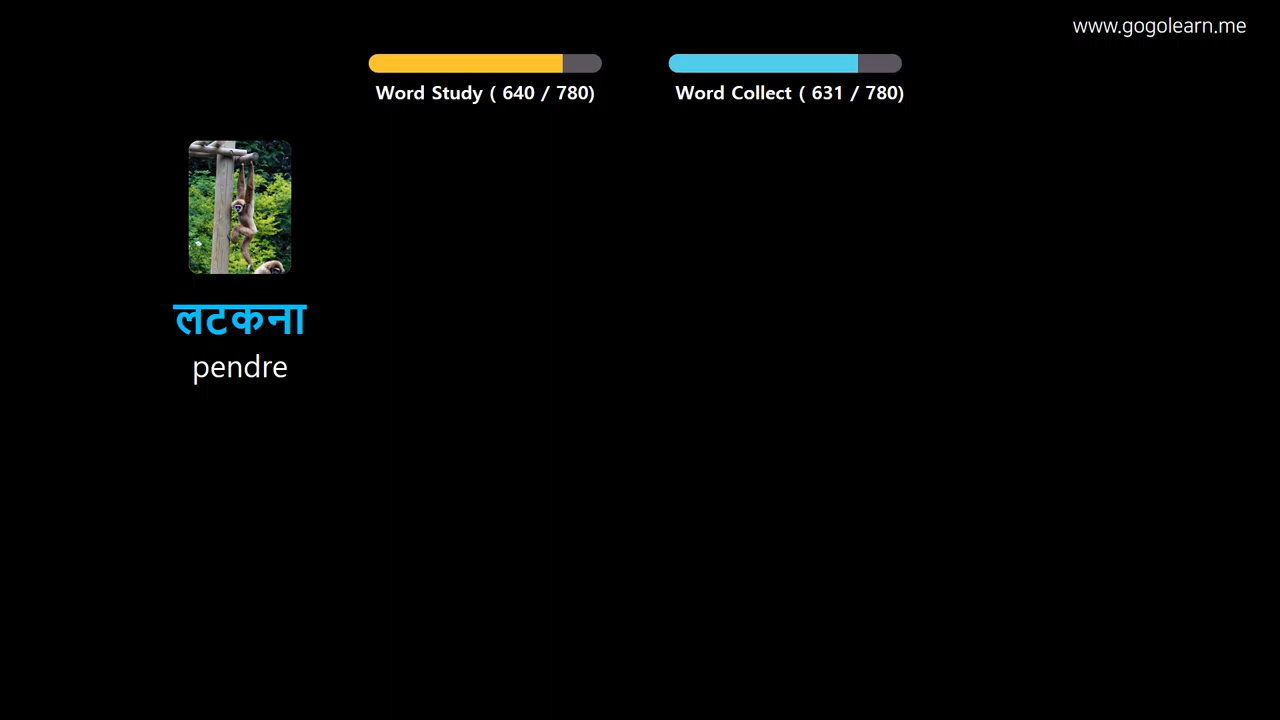 www.gogolearn.me
Word Study ( 640 / 780)
Word Collect ( 631 / 780)
लटकना
pendre